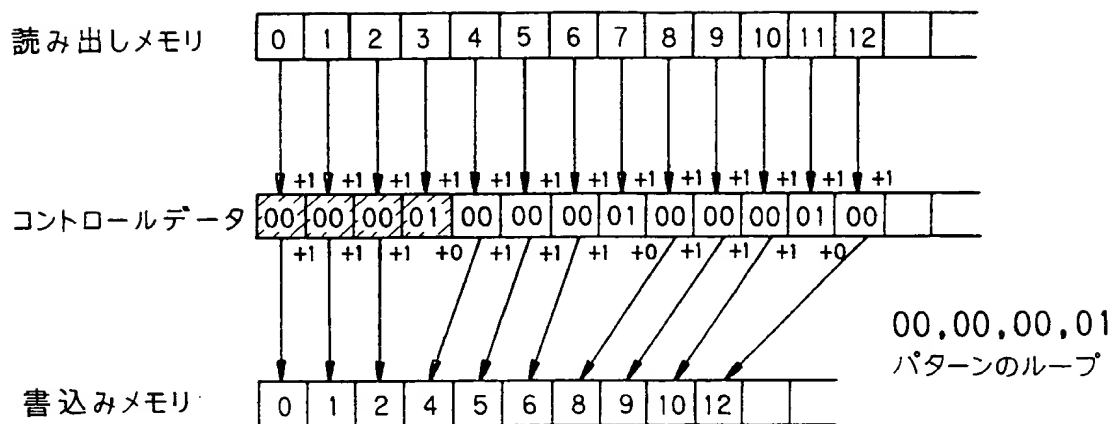 読み出しメモリ 0 1 2 3 4 5 6 7 8 9 10 11 12
+1 +1 +1 +1 +1 +1 +1 +1 +1 +1 +1 +1 +1
コントロールデータ 00 00 00 01 00 00 00 01 00 00 00 01 00
+1 +1 +1 +0 +1 +1 +1 +0 +1 +1 +1 +0
00,00,00,01
パターンのループ
書込みメモリ 0 1 2 4 5 6 8 9 10 12